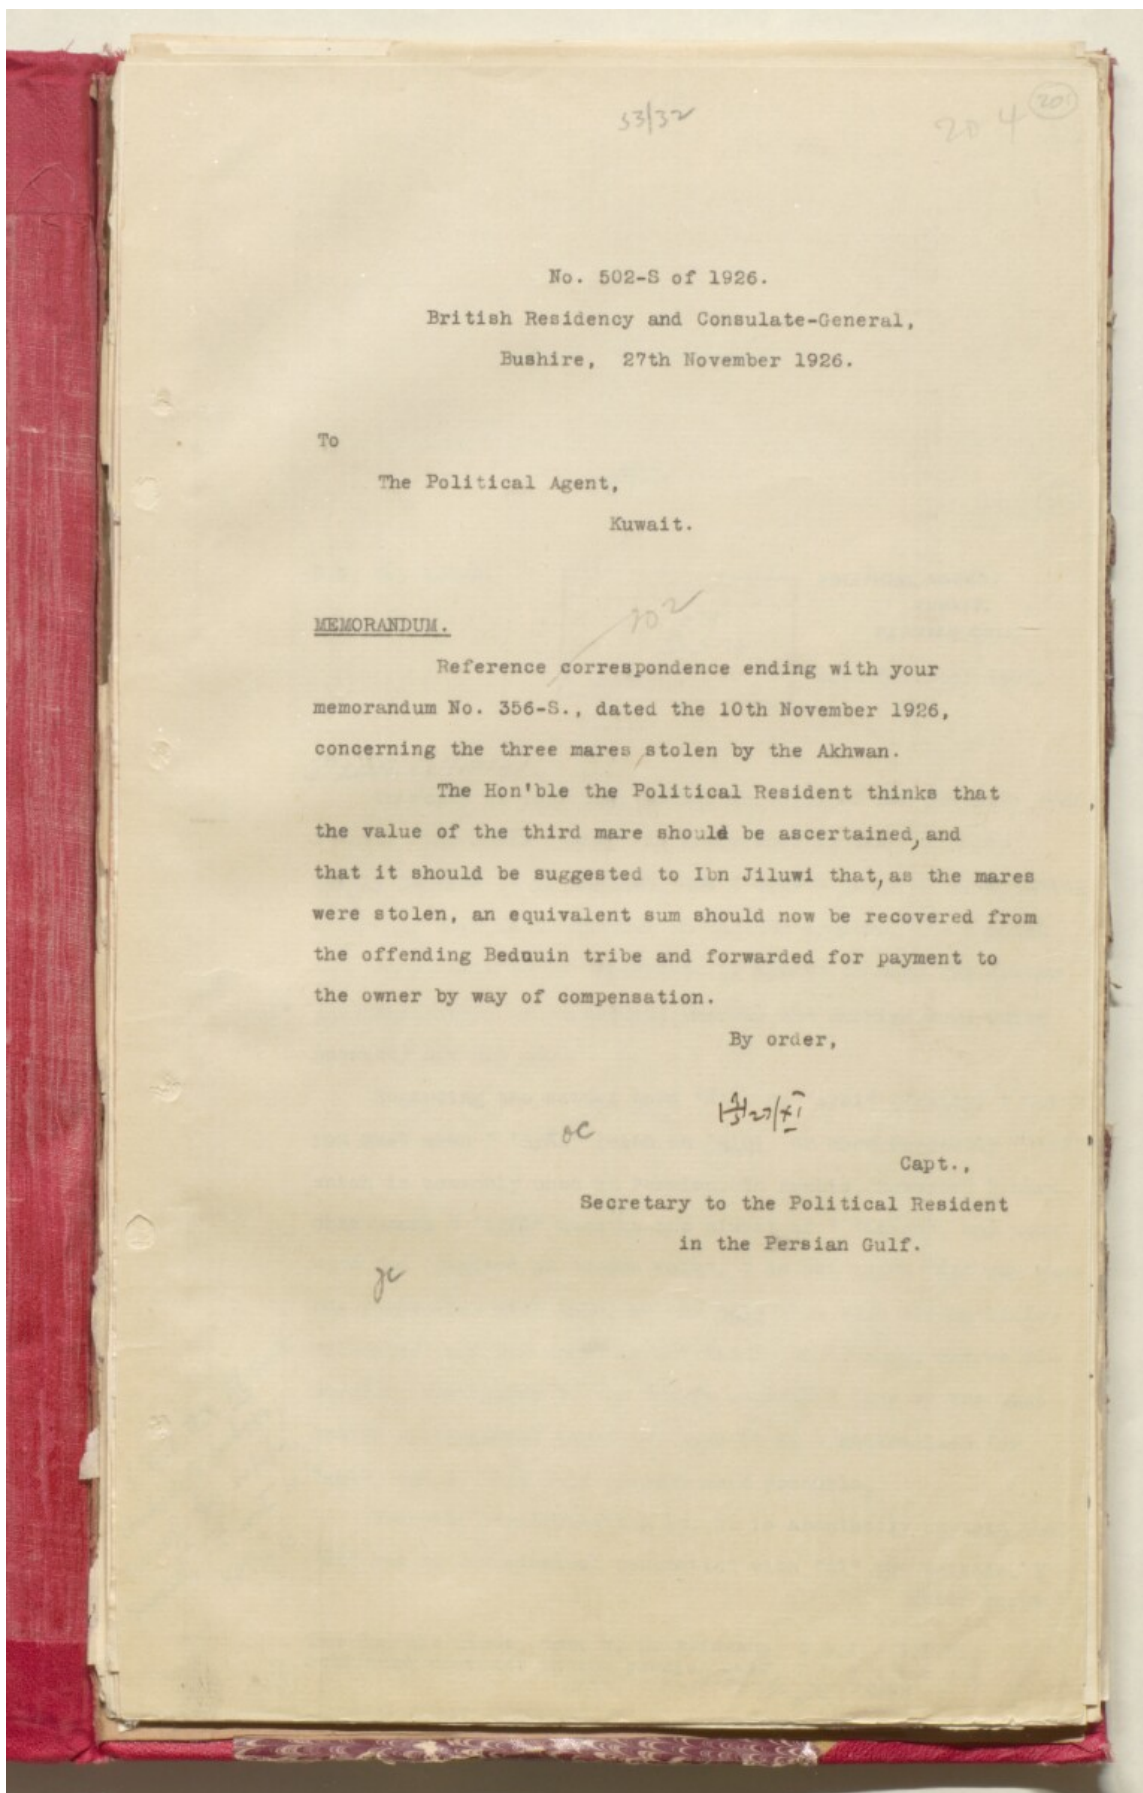 53/32
204
No. 502-S of 1926.
British Residency and Consulate-General,
Bushire, 27th November 1926.
To
The Political Agent,
Kuwait.
202
MEMORANDUM.
Reference correspondence ending with your
memorandum No. 356-S., dated the 10th November 1926,
concerning the three mares stolen by the Akhwan.
The Hon'ble the Political Resident thinks that
the value of the third mare should be ascertained, and
that it should be suggested to Ibn Jiluwi that, as the mares
were stolen, an equivalent sum should now be recovered from
the offending Bedouin tribe and forwarded for payment to
the owner by way of compensation.
By order,
27/XI
Capt.,
Secretary to the Political Resident
in the Persian Gulf.